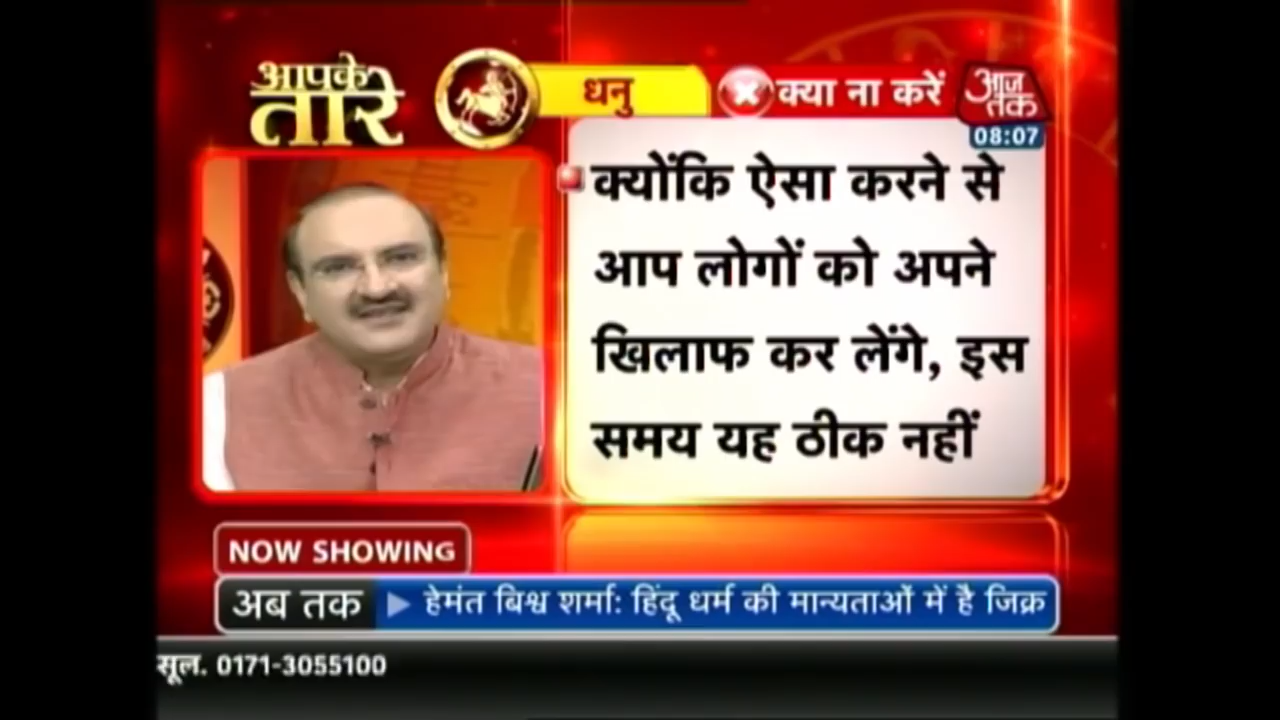 आपके
तारे
धनु
क्या ना करें
आज
तक
08:07
क्योंकि ऐसा करने से
आप लोगों को अपने
खिलाफ कर लेंगे, इस
समय यह ठीक नहीं
NOW SHOWING
अब तक
हेमंत बिश्व शर्मा: हिंदू धर्म की मान्यताओं में है जिक्र
सूल. 0171-3055100